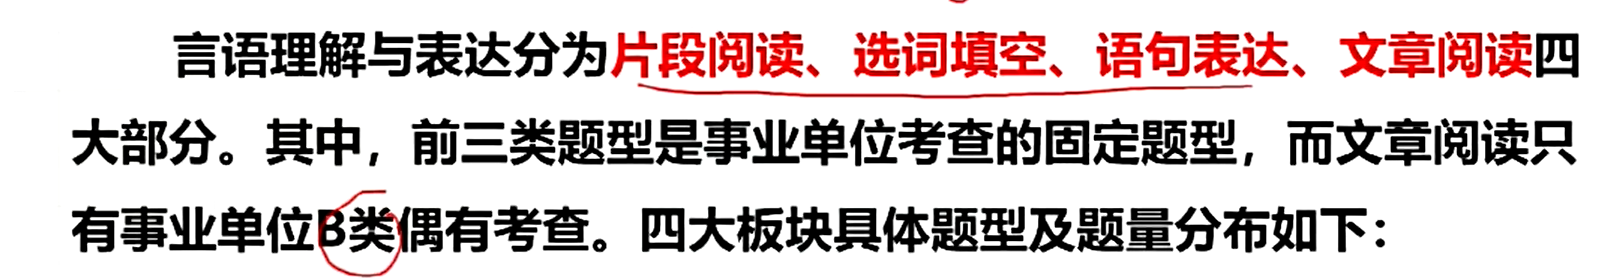 言语理解与表达分为片段阅读、选词填空、语句表达、文章阅读四
大部分。其中，前三类题型是事业单位考查的固定题型，而文章阅读只
有事业单位B类偶有考查。四大板块具体题型及题量分布如下：